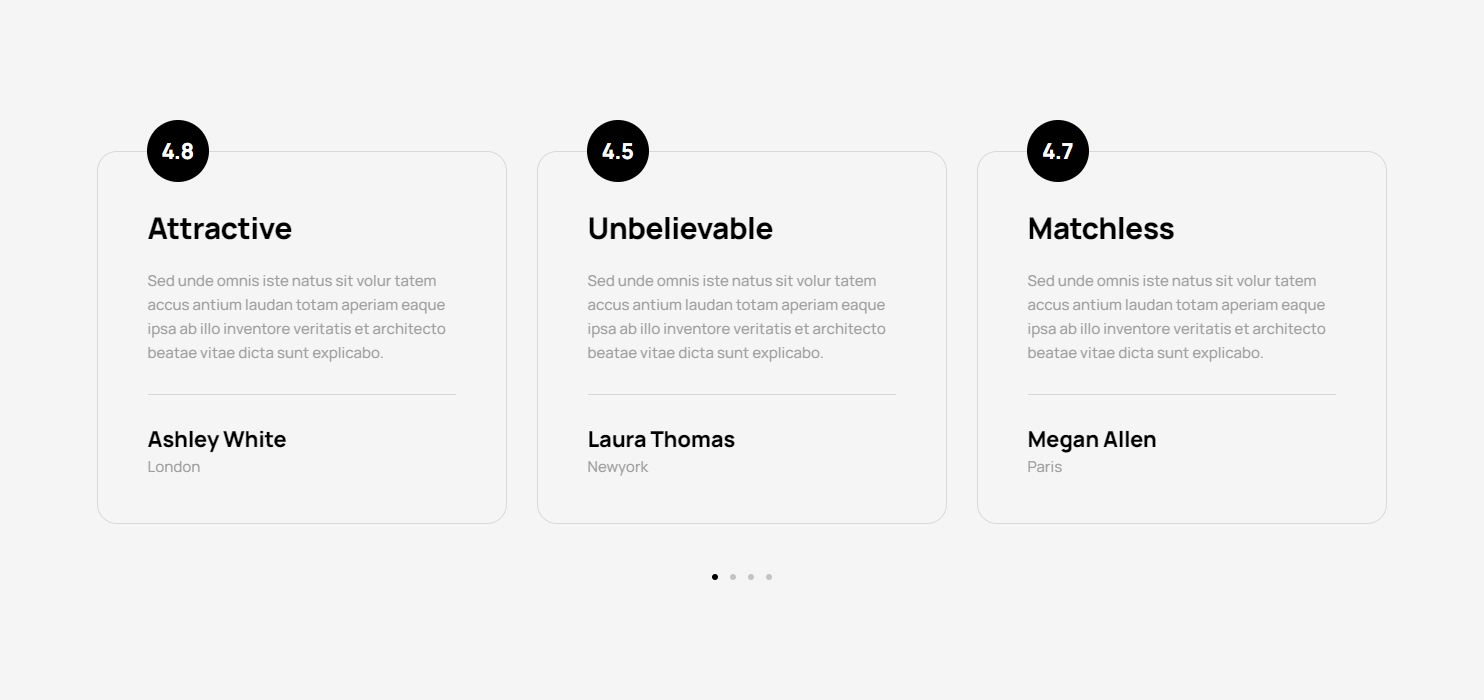 4.8
Attractive
Sed unde omnis iste natus sit volur tatem
accus antium laudan totam aperiam eaque
ipsa ab illo inventore veritatis et architecto
beatae vitae dicta sunt explicabo.
Ashley White
London
4.5
Unbelievable
Sed unde omnis iste natus sit volur tatem
accus antium laudan totam aperiam eaque
ipsa ab illo inventore veritatis et architecto
beatae vitae dicta sunt explicabo.
Laura Thomas
Newyork
4.7
Matchless
Sed unde omnis iste natus sit volur tatem
accus antium laudan totam aperiam eaque
ipsa ab illo inventore veritatis et architecto
beatae vitae dicta sunt explicabo.
Megan Allen
Paris